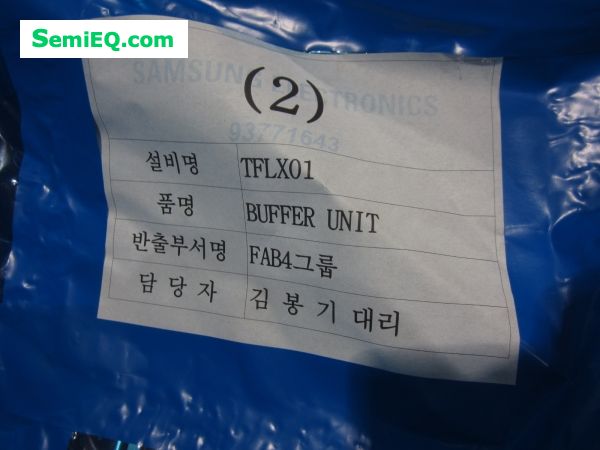 SemiEQ.com
SAMSUNG ELECTRONICS
(2)
93771643
설비명 TFLX01
품명 BUFFER UNIT
반출부서명 FAB4그룹
담당자 김봉기대리